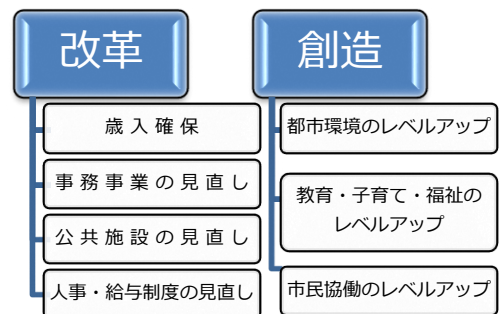 改革
歳入確保
事務事業の見直し
公共施設の見直し
人事・給与制度の見直し
創造
都市環境のレベルアップ
教育・子育て・福祉の
レベルアップ
市民協働のレベルアップ